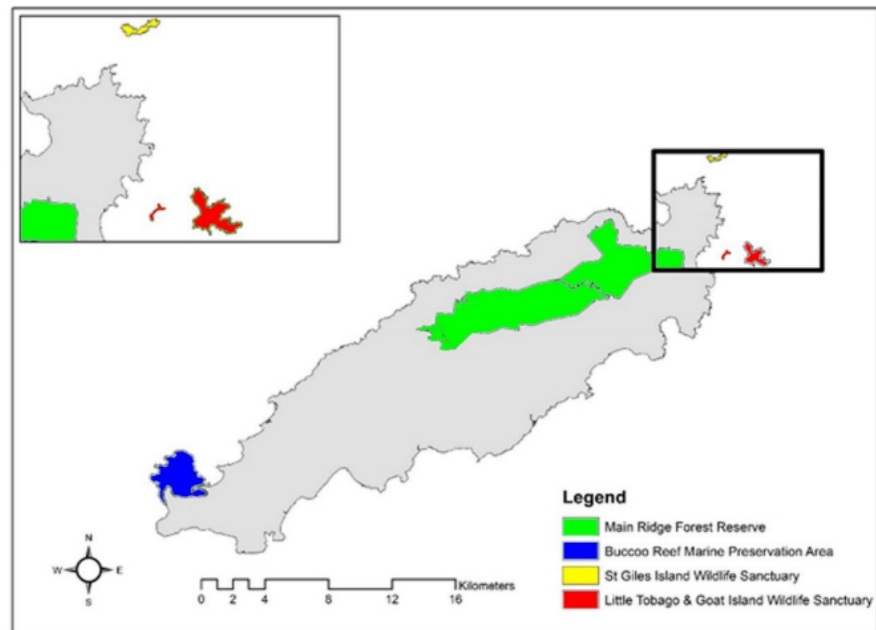 Legend
Main Ridge Forest Reserve
Buccoo Reef Marine Preservation Area
St Giles Island Wildlife Sanctuary
Little Tobago & Goat Island Wildlife Sanctuary
N
W E
S
Kilometers
0 2 4 8 12 16